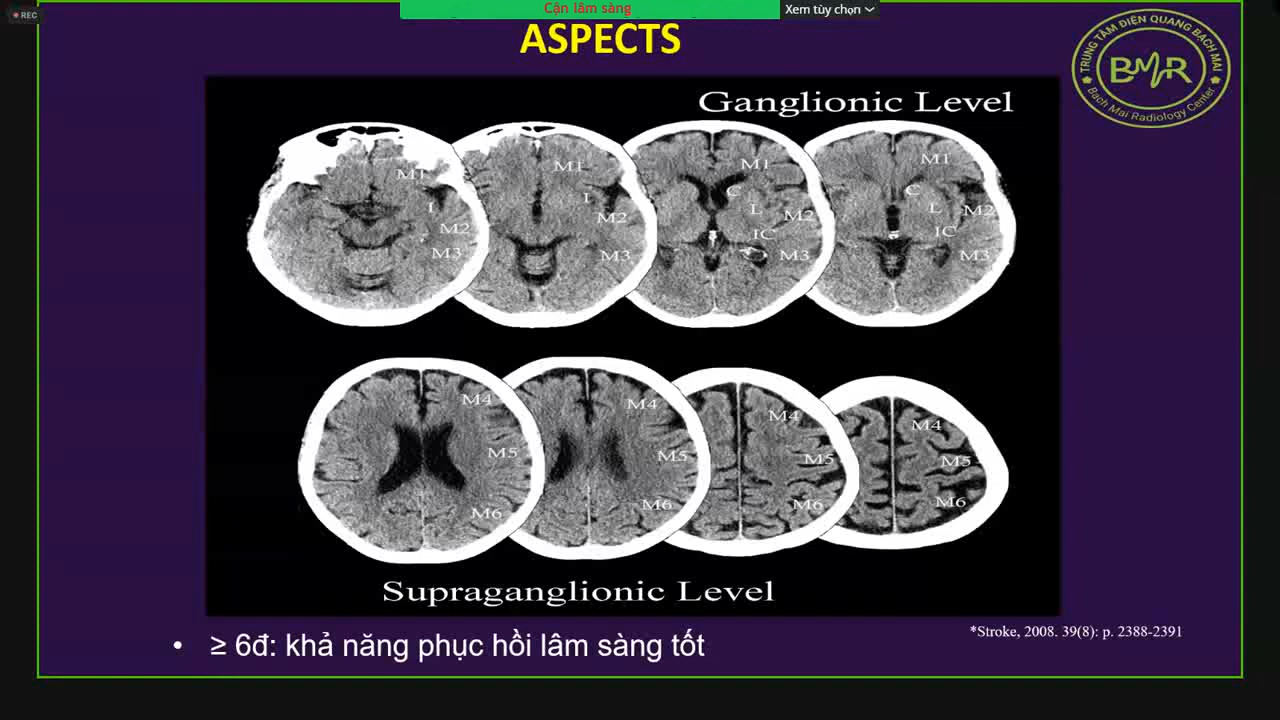 REC
Cận lâm sàng
Xem tùy chọn
ASPECTS
TRUNG TÂM ĐIỆN QUANG BẠCH MAI
BMR
Bach Mai Radiology Center
Ganglionic Level
M1 I M2 M3
M1 I M2 M3
M1 C L M2 IC M3
M1 C L M2 IC M3
M4 M5 M6
M4 M5 M6
M4 M5 M6
M4 M5 M6
Supraganglionic Level
*Stroke, 2008. 39(8): p. 2388-2391
• ≥ 6đ: khả năng phục hồi lâm sàng tốt